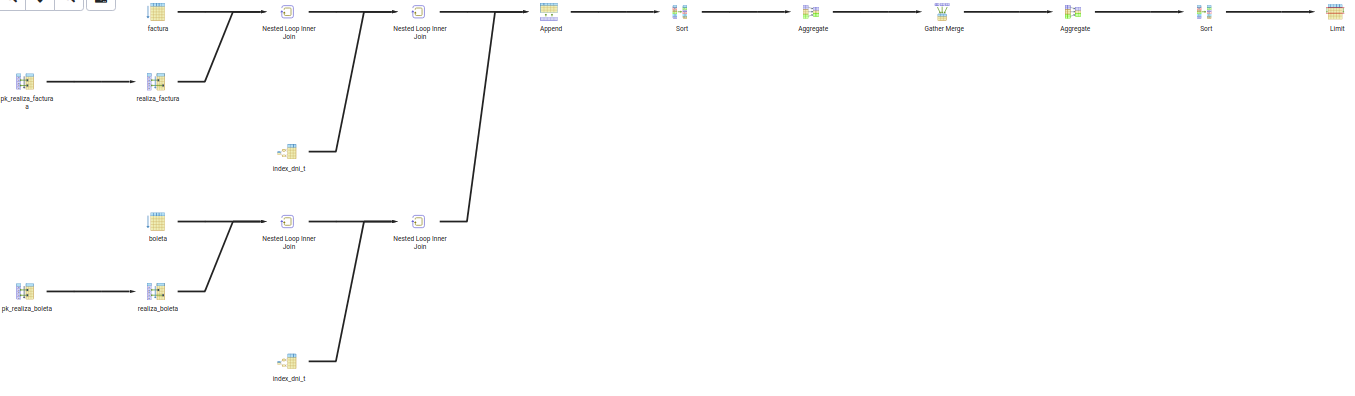 factura
Nested Loop Inner
Join
Nested Loop Inner
Join
Append
Sort
Aggregate
Gather Merge
Aggregate
Sort
Limit
pk_realiza_factur
a
realiza_factura
index_dni_t
boleta
Nested Loop Inner
Join
Nested Loop Inner
Join
pk_realiza_boleta
realiza_boleta
index_dni_t